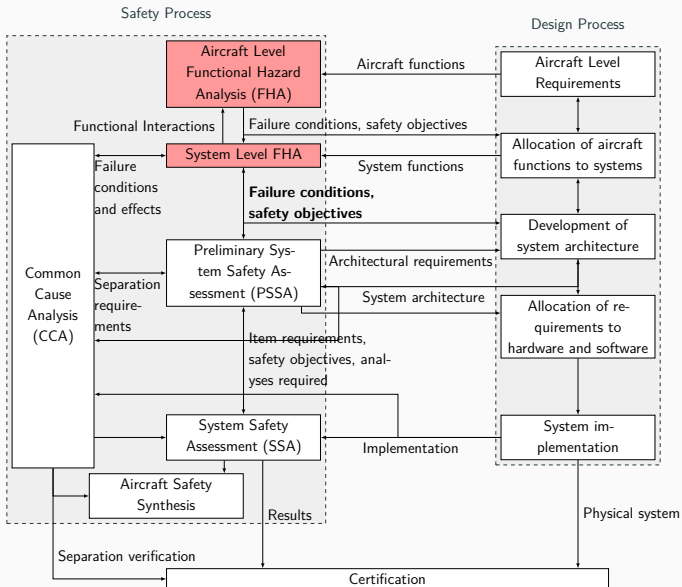 Safety Process
Design Process
Aircraft Level
Functional Hazard
Analysis (FHA)
Aircraft functions
Aircraft Level
Requirements
Functional Interactions
Failure conditions, safety objectives
System Level FHA
System functions
Allocation of aircraft
functions to systems
Failure
conditions
and effects
Failure conditions,
safety objectives
Development of
system architecture
Preliminary Sys-
tem Safety As-
sessment (PSSA)
Architectural requirements
Common
Cause
Analysis
(CCA)
Separation
require-
ments
System architecture
Allocation of re-
quirements to
hardware and software
Item requirements,
safety objectives, anal-
yses required
System Safety
Assessment (SSA)
Implementation
System im-
plementation
Aircraft Safety
Synthesis
Results
Physical system
Separation verification
Certification